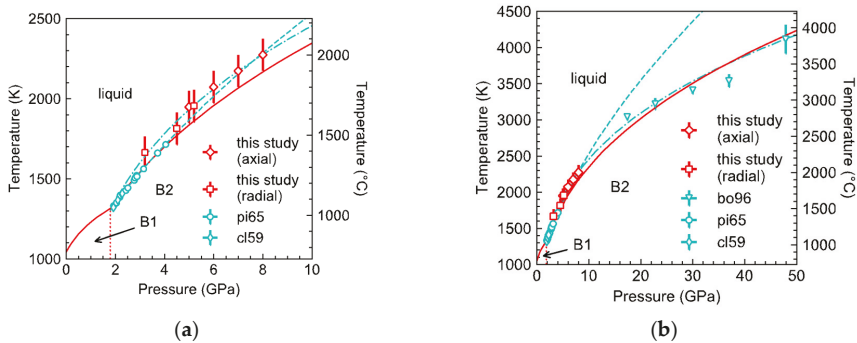 2500
2000
1500
1000
Temperature (K)
0
2
4
6
8
10
Pressure (GPa)
2000
1500
1000
Temperature (°C)
liquid
B2
B1
this study
(axial)
this study
(radial)
pi65
cl59
(a)
4500
4000
3500
3000
2500
2000
1500
1000
Temperature (K)
0
10
20
30
40
50
Pressure (GPa)
4000
3500
3000
2500
2000
1500
1000
Temperature (°C)
liquid
B2
B1
this study
(axial)
this study
(radial)
bo96
pi65
cl59
(b)